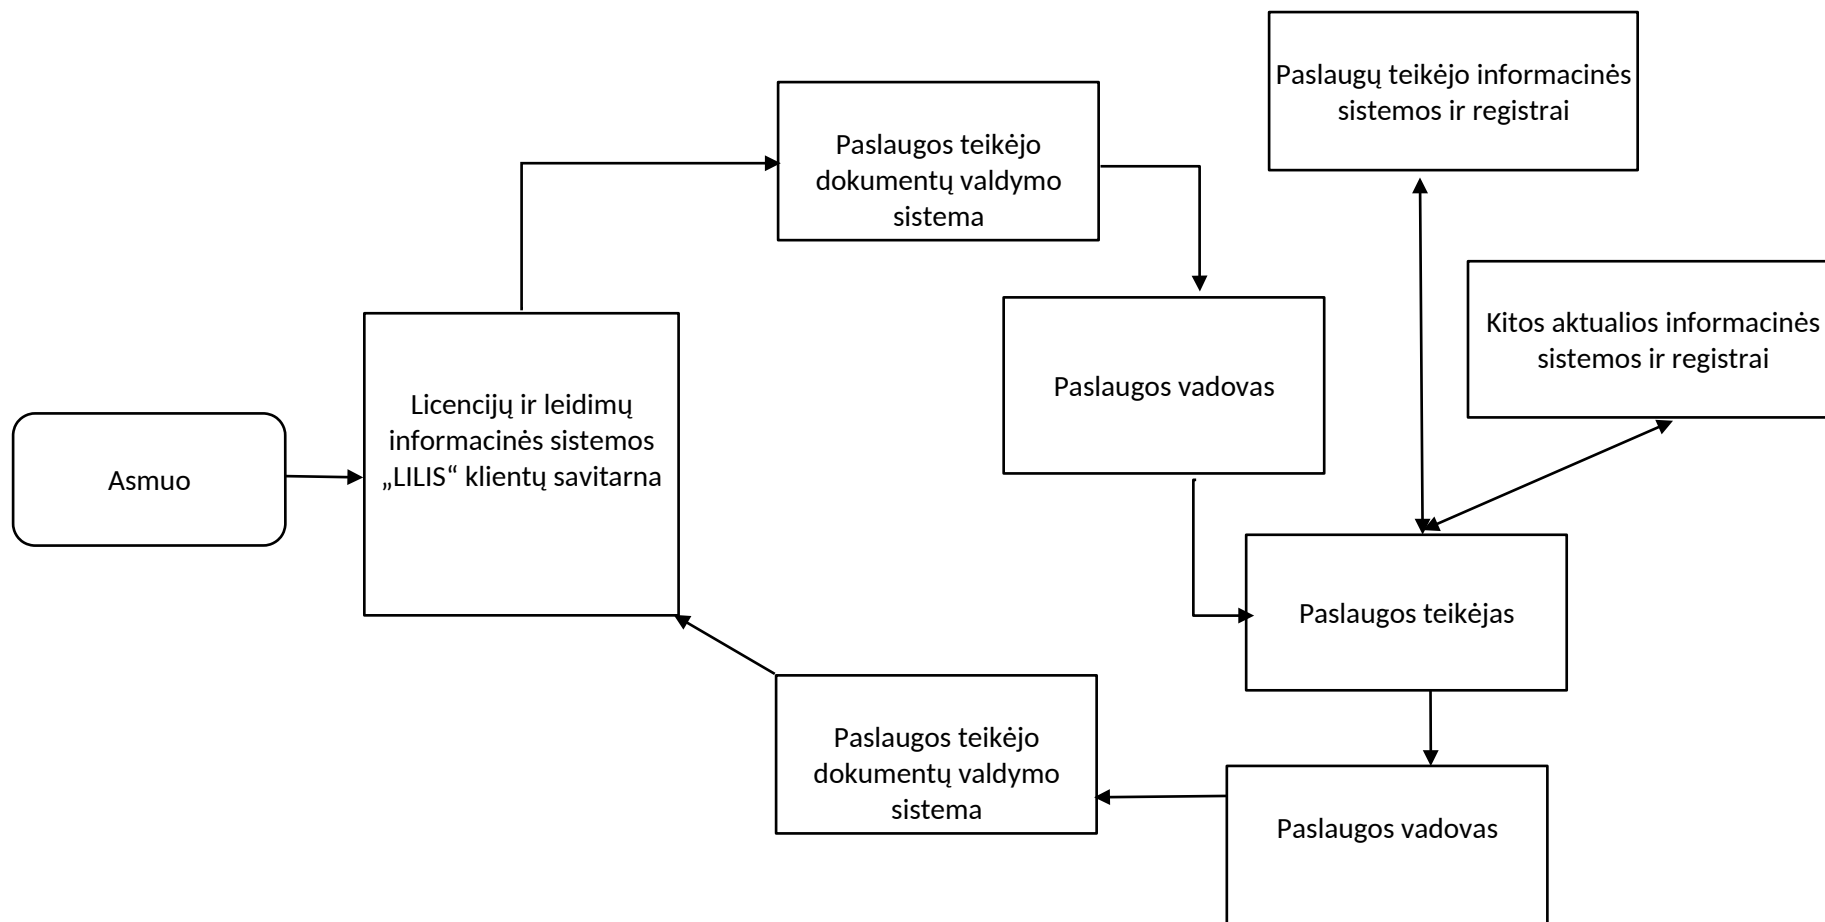 Paslaugų teikėjo informacinės
sistemos ir registrai
Paslaugos teikėjo
dokumentų valdymo
sistema
Kitos aktualios informacinės
sistemos ir registrai
Paslaugos vadovas
Licencijų ir leidimų
informacinės sistemos
„LILIS“ klientų savitarna
Asmuo
Paslaugos teikėjas
Paslaugos teikėjo
dokumentų valdymo
sistema
Paslaugos vadovas